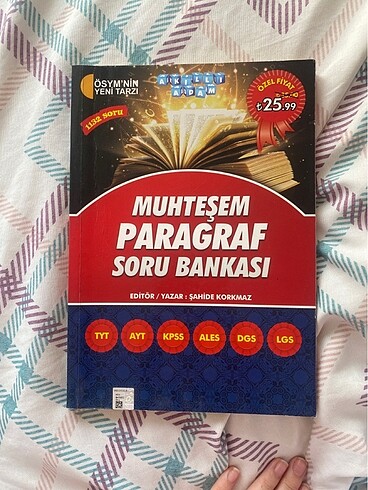 ÖSYM'NİN
YENİ TARZI
AKILLI
ADAM
ÖZEL FİYAT
₺25.99
1132 SORU
MUHTEŞEM
PARAGRAF
SORU BANKASI
EDİTÖR / YAZAR : ŞAHİDE KORKMAZ
TYT
AYT
KPSS
ALES
DGS
LGS